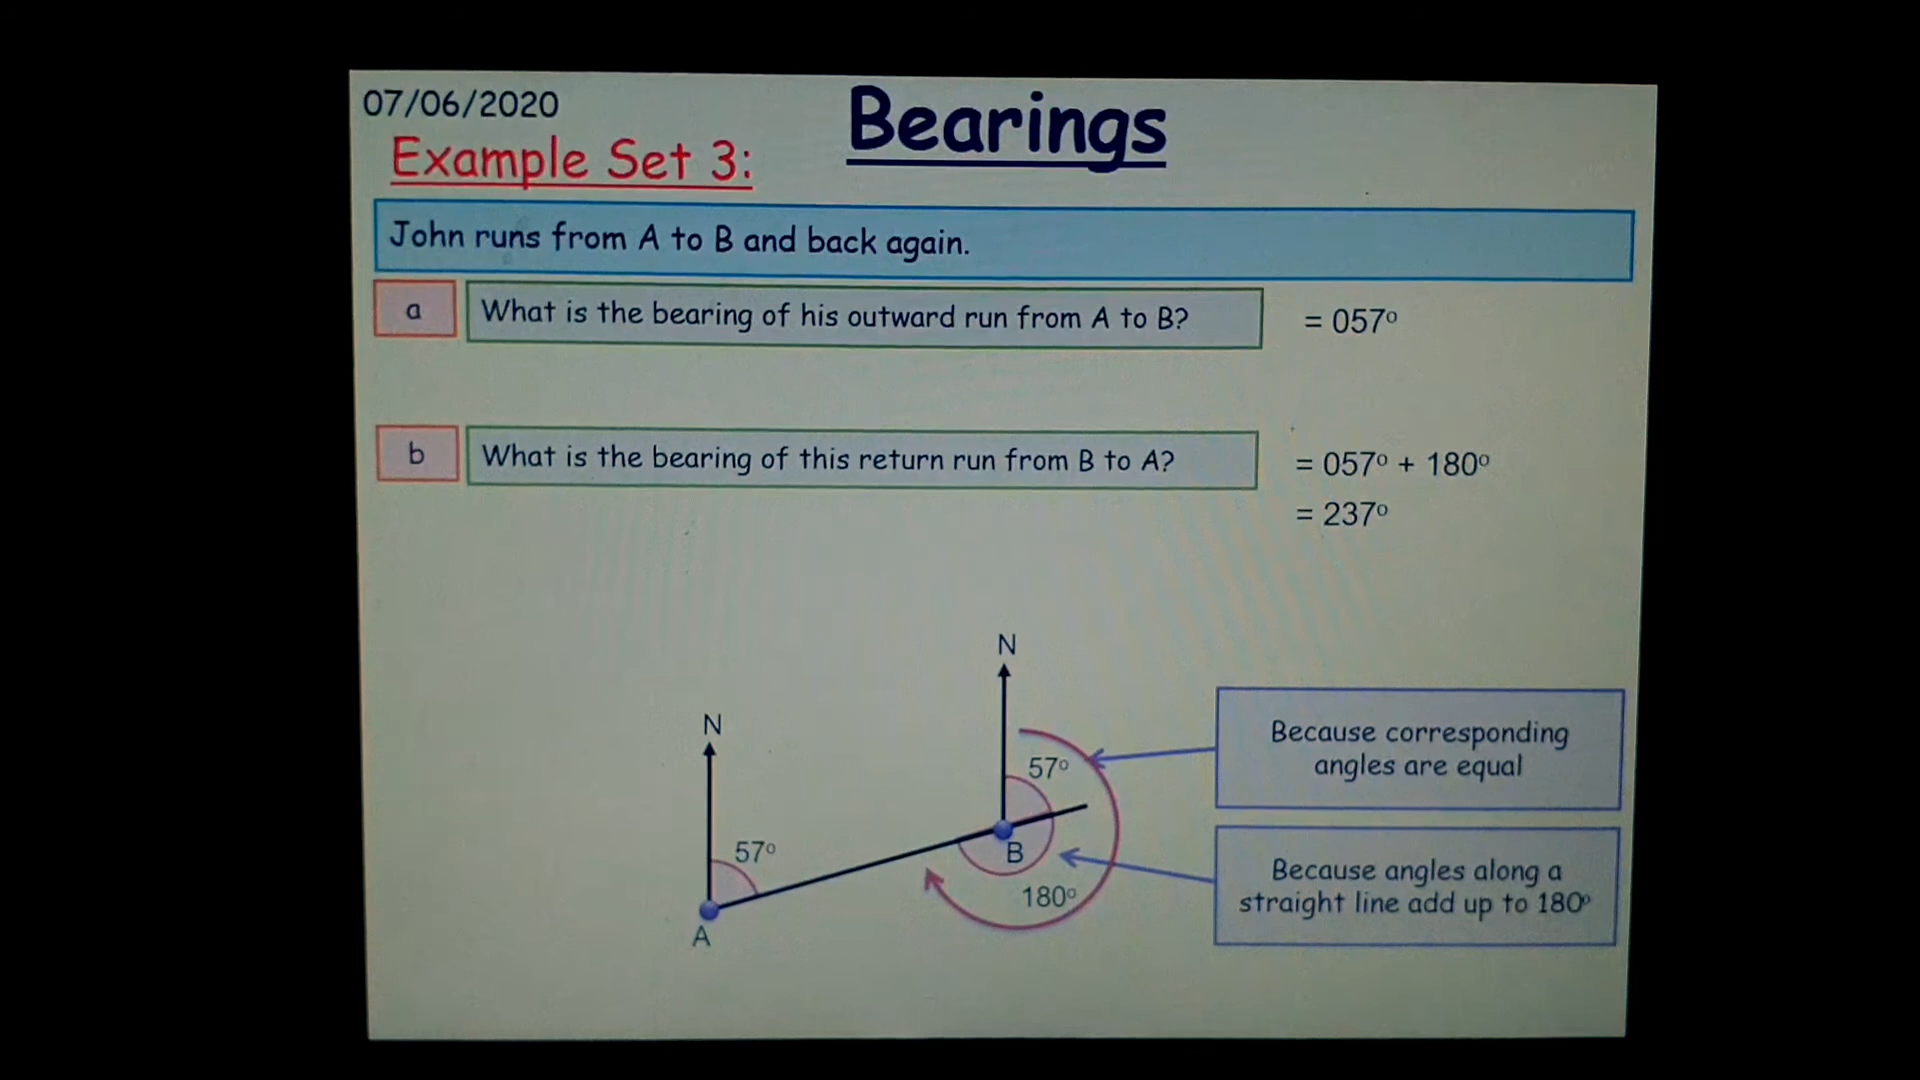 07/06/2020
Bearings
Example Set 3:
John runs from A to B and back again.
a
What is the bearing of his outward run from A to B?
= 057°
b
What is the bearing of this return run from B to A?
= 057° + 180°
= 237°
N
N
57°
57°
B
180°
A
Because corresponding
angles are equal
Because angles along a
straight line add up to 180°